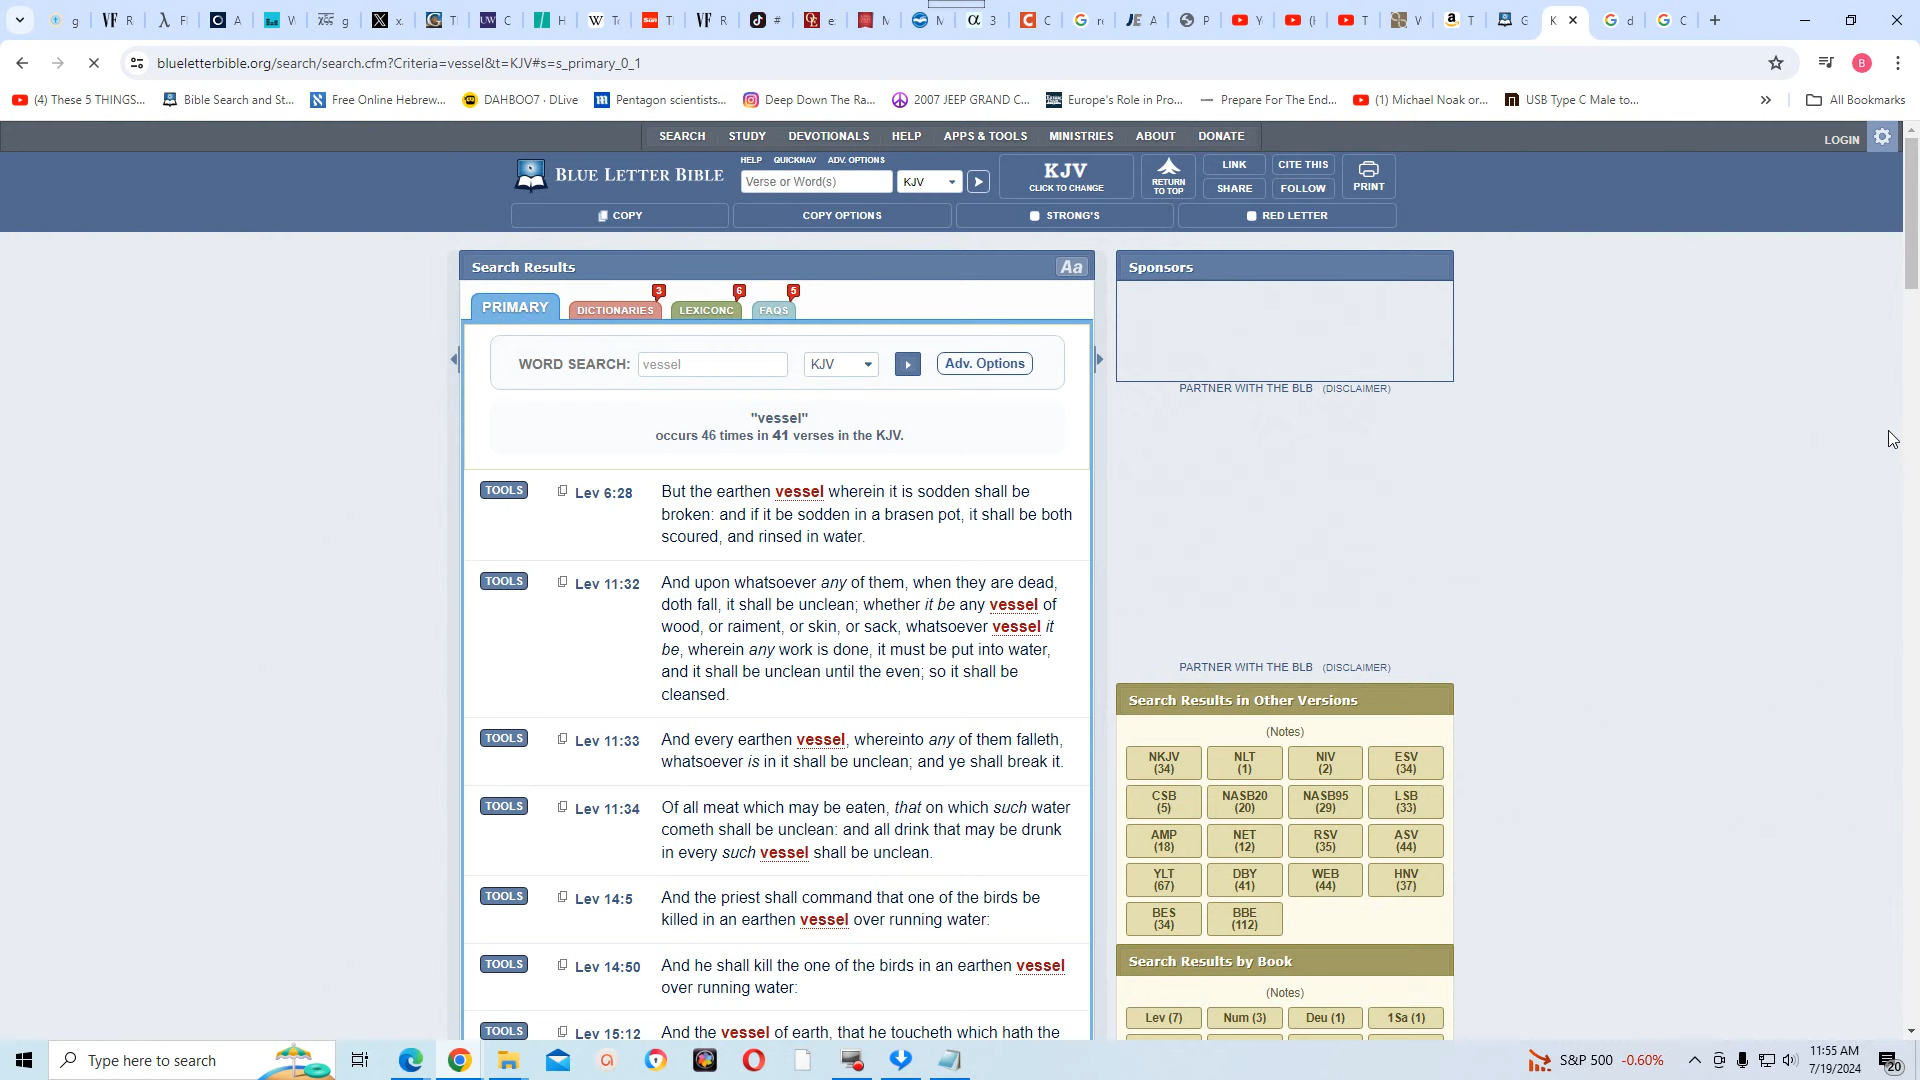 g
R
F
A
W
g
x.
T
C
H
T
T
R
#
e
M
M
3
C
r
A
P
Y
(
T
V
T
G
K
d
C
blueletterbible.org/search/search.cfm?Criteria=vessel&t=KJV#s=s_primary_0_1
B
(4) These 5 THINGS...
Bible Search and St...
Free Online Hebrew...
DAHBOO7 · DLive
Pentagon scientists...
Deep Down The Ra...
2007 JEEP GRAND C...
Europe's Role in Pro...
Prepare For The End...
(1) Michael Noak or...
USB Type C Male to...
All Bookmarks
SEARCH STUDY DEVOTIONALS HELP APPS & TOOLS MINISTRIES ABOUT DONATE
LOGIN
BLUE LETTER BIBLE
HELP QUICKNAV ADV. OPTIONS
Verse or Word(s)
KJV
KJV
CLICK TO CHANGE
RETURN
TO TOP
LINK
CITE THIS
SHARE
FOLLOW
PRINT
COPY
COPY OPTIONS
STRONG'S
RED LETTER
Search Results
Aa
PRIMARY
DICTIONARIES 3
LEXICONC 6
FAQS 5
WORD SEARCH: vessel KJV Adv. Options
"vessel"
occurs 46 times in 41 verses in the KJV.
TOOLS Lev 6:28 But the earthen vessel wherein it is sodden shall be
broken: and if it be sodden in a brasen pot, it shall be both
scoured, and rinsed in water.
TOOLS Lev 11:32 And upon whatsoever any of them, when they are dead,
doth fall, it shall be unclean; whether it be any vessel of
wood, or raiment, or skin, or sack, whatsoever vessel it
be, wherein any work is done, it must be put into water,
and it shall be unclean until the even; so it shall be
cleansed.
TOOLS Lev 11:33 And every earthen vessel, whereinto any of them falleth,
whatsoever is in it shall be unclean; and ye shall break it.
TOOLS Lev 11:34 Of all meat which may be eaten, that on which such water
cometh shall be unclean: and all drink that may be drunk
in every such vessel shall be unclean.
TOOLS Lev 14:5 And the priest shall command that one of the birds be
killed in an earthen vessel over running water:
TOOLS Lev 14:50 And he shall kill the one of the birds in an earthen vessel
over running water:
TOOLS Lev 15:12 And the vessel of earth, that he toucheth which hath the
Sponsors
PARTNER WITH THE BLB (DISCLAIMER)
PARTNER WITH THE BLB (DISCLAIMER)
Search Results in Other Versions
(Notes)
NKJV
(34)
NLT
(1)
NIV
(2)
ESV
(34)
CSB
(5)
NASB20
(20)
NASB95
(29)
LSB
(33)
AMP
(18)
NET
(12)
RSV
(35)
ASV
(44)
YLT
(67)
DBY
(41)
WEB
(44)
HNV
(37)
BES
(34)
BBE
(112)
Search Results by Book
(Notes)
Lev (7) Num (3) Deu (1) 1Sa (1)
Type here to search
S&P 500 -0.60%
11:55 AM
7/19/2024
20